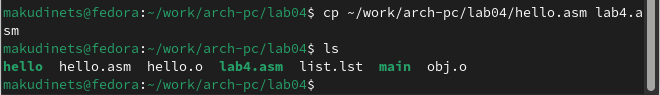 makudinets@fedora:~/work/arch-pc/lab04$ cp ~/work/arch-pc/lab04/hello.asm lab4.a
sm
makudinets@fedora:~/work/arch-pc/lab04$ ls
hello  hello.asm  hello.o  lab4.asm  list.lst  main  obj.o
makudinets@fedora:~/work/arch-pc/lab04$